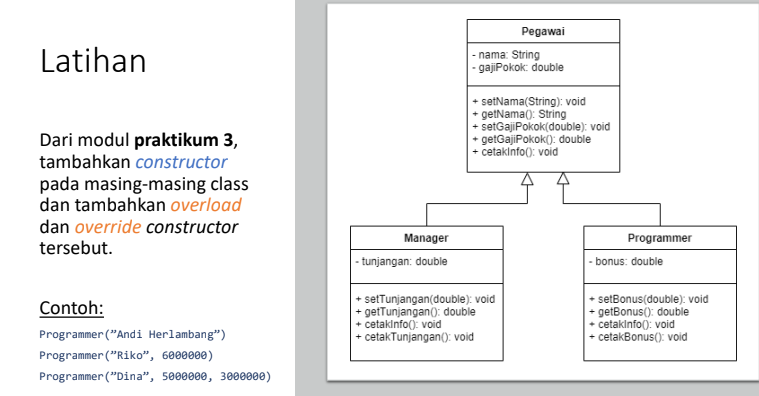 Latihan
Dari modul praktikum 3,
tambahkan constructor
pada masing-masing class
dan tambahkan overload
dan override constructor
tersebut.
Contoh:
Programmer(”Andi Herlambang”)
Programmer(”Riko”, 6000000)
Programmer(”Dina”, 5000000, 3000000)
Pegawai
- nama: String
- gajiPokok: double
+ setNama(String): void
+ getNama(): String
+ setGajiPokok(double): void
+ getGajiPokok(): double
+ cetakInfo(): void
Manager
- tunjangan: double
+ setTunjangan(double): void
+ getTunjangan(): double
+ cetakInfo(): void
+ cetakTunjangan(): void
Programmer
- bonus: double
+ setBonus(double): void
+ getBonus(): double
+ cetakInfo(): void
+ cetakBonus(): void